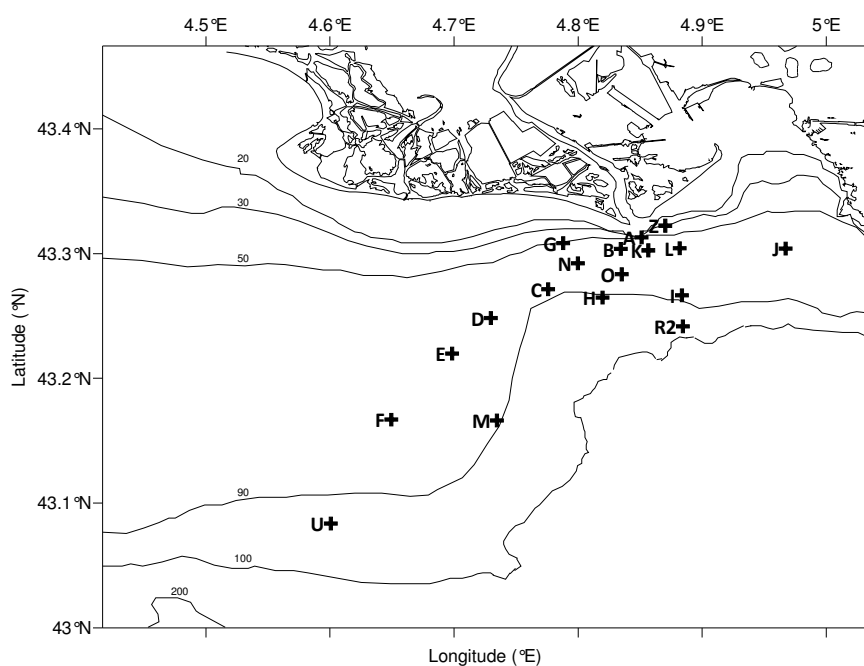 4.5°E 4.6°E 4.7°E 4.8°E 4.9°E 5°E
43.4°N
20
30
Z
A
G B K L J
43.3°N
50
N
O
C
H I
D
R2
E
43.2°N
F M
90
43.1°N
U
100
200
43°N
Latitude (°N)
Longitude (°E)